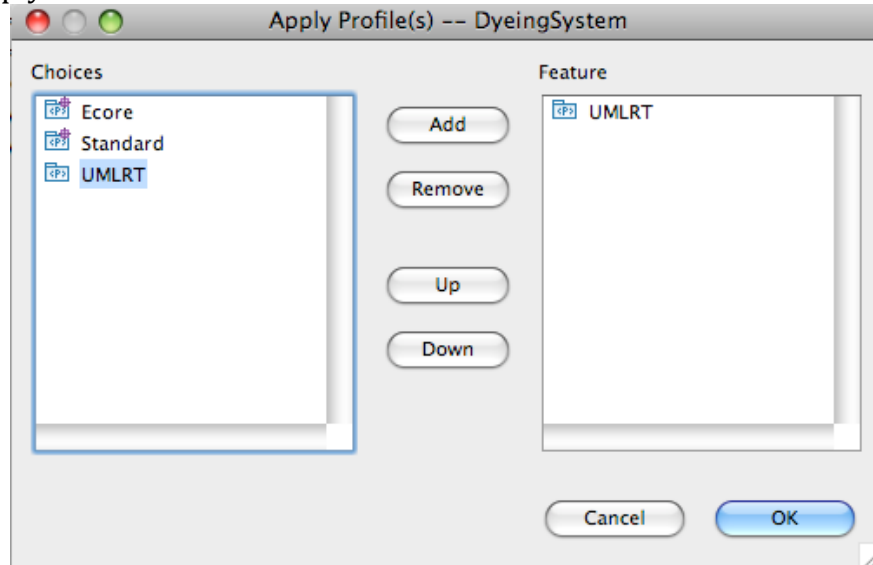 Apply Profile(s) -- DyeingSystem
Choices
Feature
Ecore
Standard
UMLRT
Add
Remove
Up
Down
UMLRT
Cancel
OK